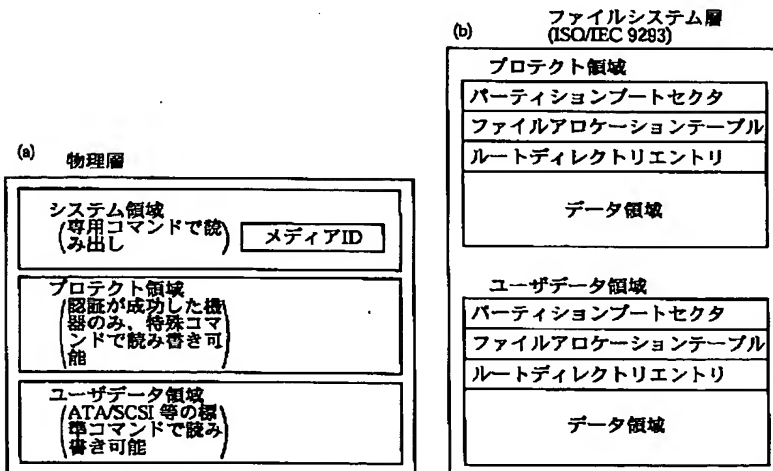 (a) 物理層
システム領域
(専用コマンドで読
み出し)
メディアID
プロテクト領域
(認証が成功した機
器のみ、特殊コマ
ンドで読み書き可
能)
ユーザデータ領域
(ATA/SCSI 等の標
準コマンドで読み
書き可能)
(b) ファイルシステム層
(ISO/IEC 9293)
プロテクト領域
パーティションブートセクタ
ファイルアロケーションテーブル
ルートディレクトリエントリ
データ領域
ユーザデータ領域
パーティションブートセクタ
ファイルアロケーションテーブル
ルートディレクトリエントリ
データ領域